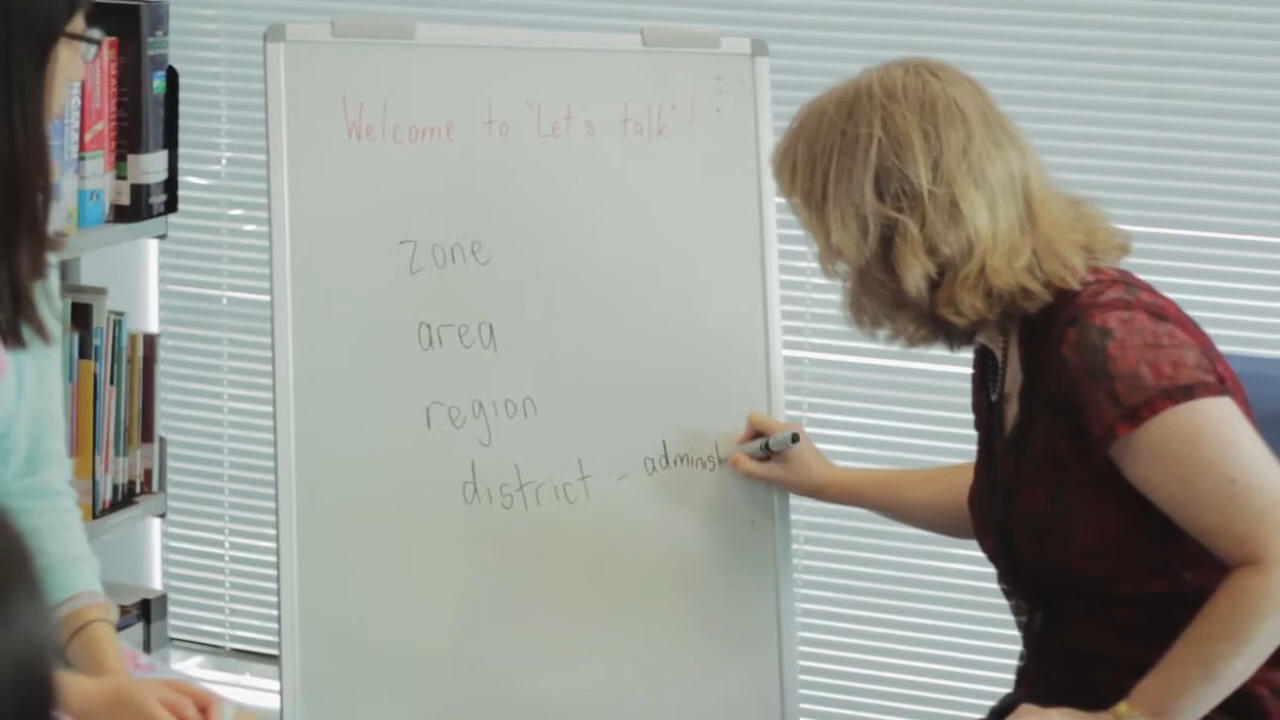 Welcome to "Let's talk"!
zone
area
region
district - adminst